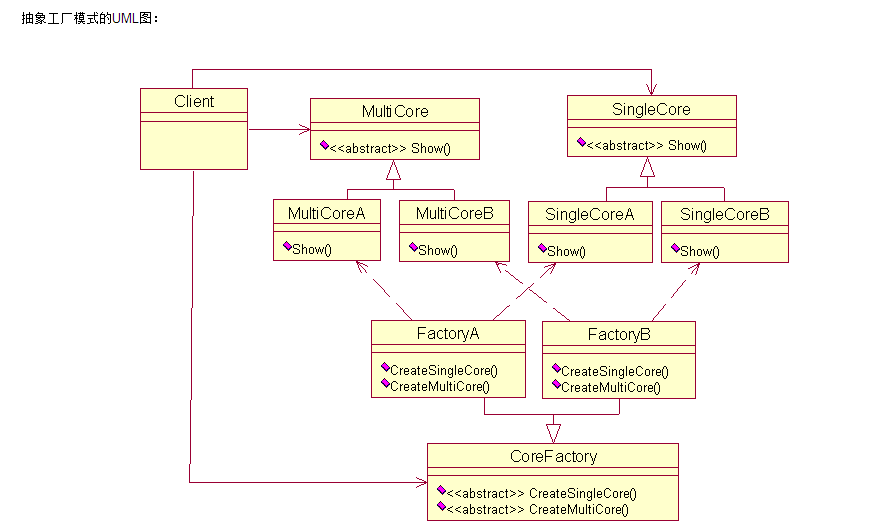 抽象工厂模式的UML图：
Client
MultiCore
<<abstract>> Show()
SingleCore
<<abstract>> Show()
MultiCoreA
Show()
MultiCoreB
Show()
SingleCoreA
Show()
SingleCoreB
Show()
FactoryA
CreateSingleCore()
CreateMultiCore()
FactoryB
CreateSingleCore()
CreateMultiCore()
CoreFactory
<<abstract>> CreateSingleCore()
<<abstract>> CreateMultiCore()